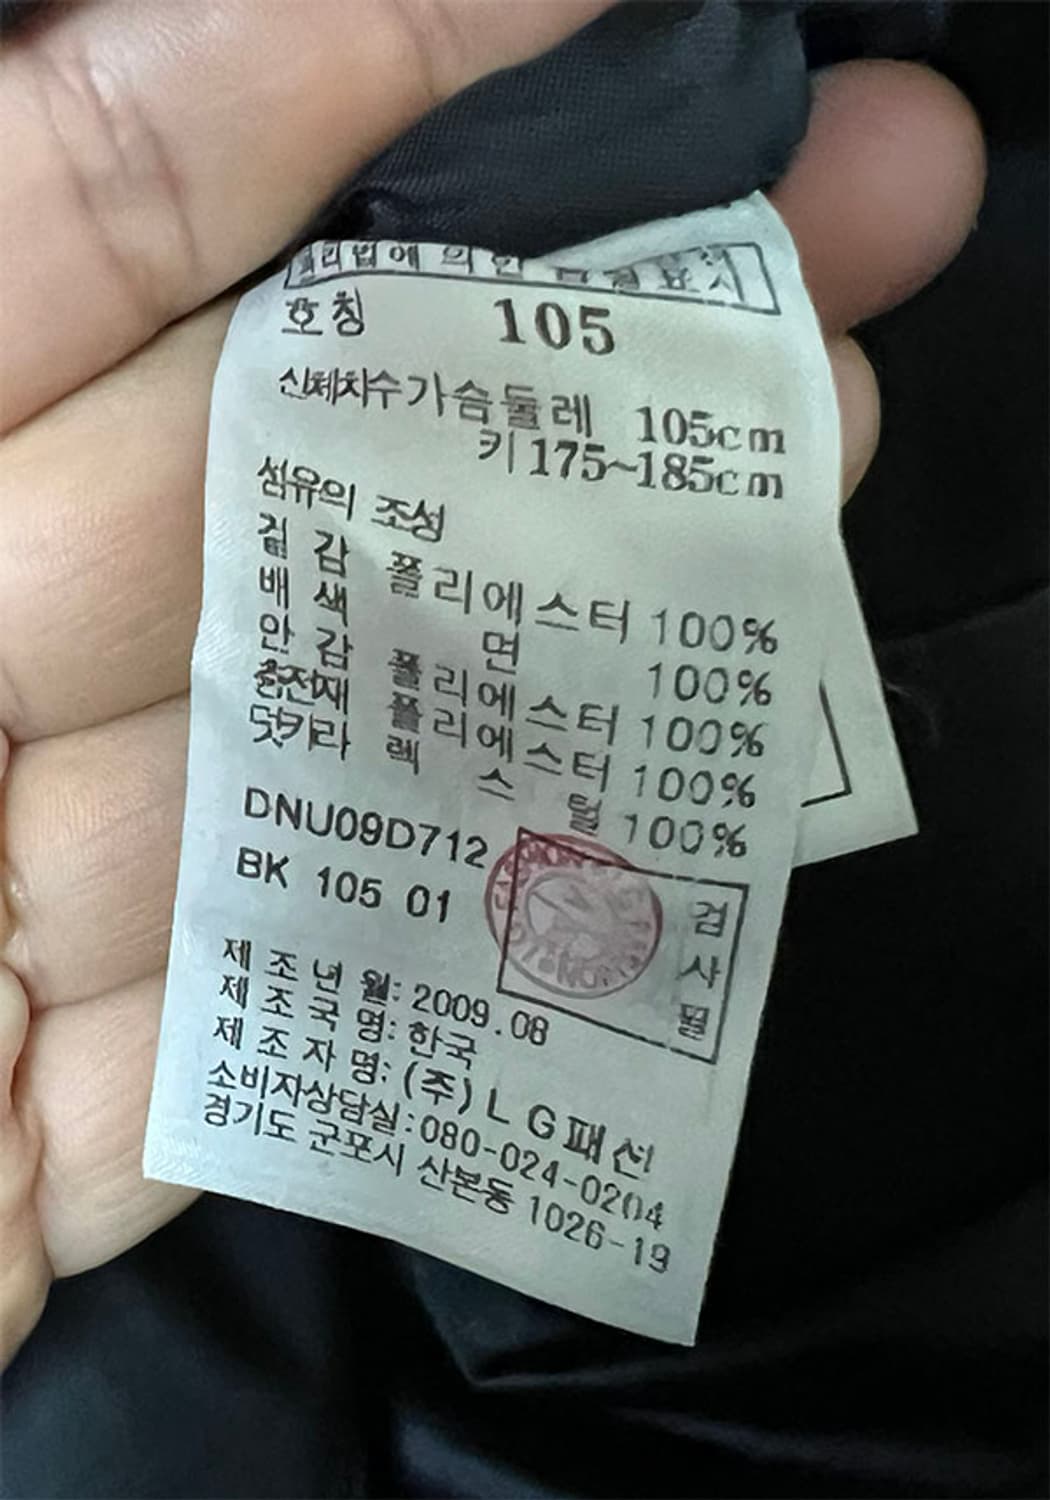 호칭 105
신체치수 가슴둘레 105cm
키 175~185cm
섬유의 조성
겉감 폴리에스터 100%
배색 면 100%
안감 폴리에스터 100%
충전재 폴리에스터 100%
덧카라 렉스 털 100%
DNU09D712
BK 105 01
검사필
제조년월: 2009.08
제조국명: 한국
제조자명: (주)LG패션
소비자상담실:080-024-0204
경기도 군포시 산본동 1026-19